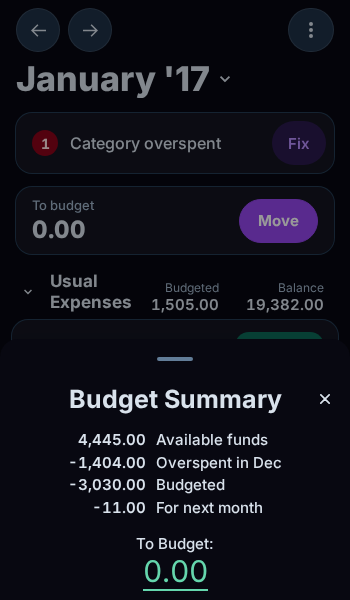 January '17
1 Category overspent Fix
To budget
0.00 Move
Usual Expenses Budgeted Balance
1,505.00 19,382.00
Budget Summary
4,445.00 Available funds
-1,404.00 Overspent in Dec
-3,030.00 Budgeted
-11.00 For next month
To Budget:
0.00